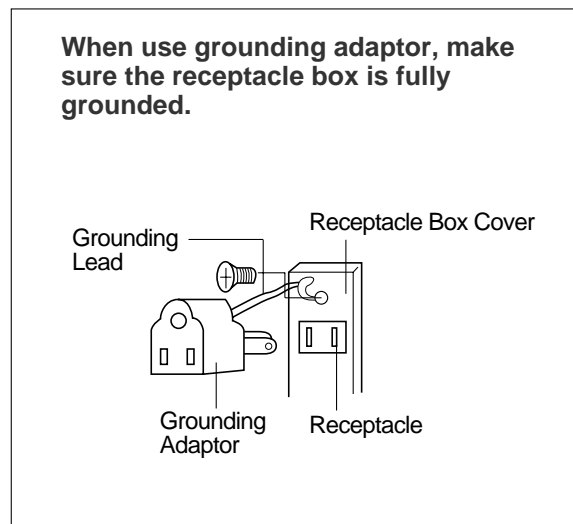 When use grounding adaptor, make
sure the receptacle box is fully
grounded.
Receptacle Box Cover
Grounding
Lead
Grounding
Adaptor
Receptacle